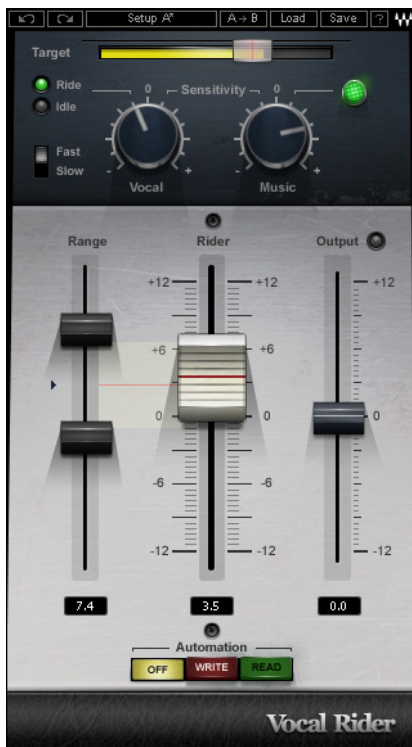 Setup A* A→B Load Save ?
Target
Ride
Idle
0 Sensitivity 0
Fast
Slow
- + - +
Vocal Music
Range Rider Output
+12 +12 +12
+6 +6
0 0 0
-6 -6
-12 -12 -12
7.4 3.5 0.0
Automation
OFF WRITE READ
Vocal Rider